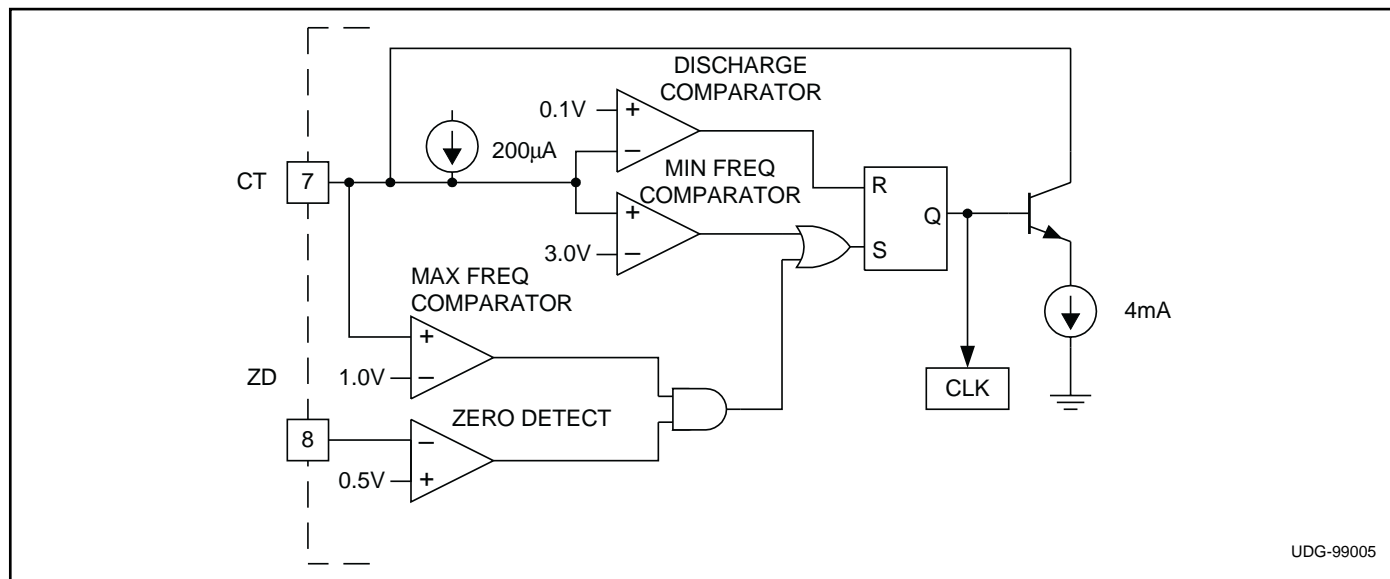 DISCHARGE
COMPARATOR
0.1V
+
−
200µA
CT
7
MIN FREQ
COMPARATOR
+
−
3.0V
R
S
Q
MAX FREQ
COMPARATOR
+
−
1.0V
ZD
8
ZERO DETECT
−
+
0.5V
4mA
CLK
UDG-99005